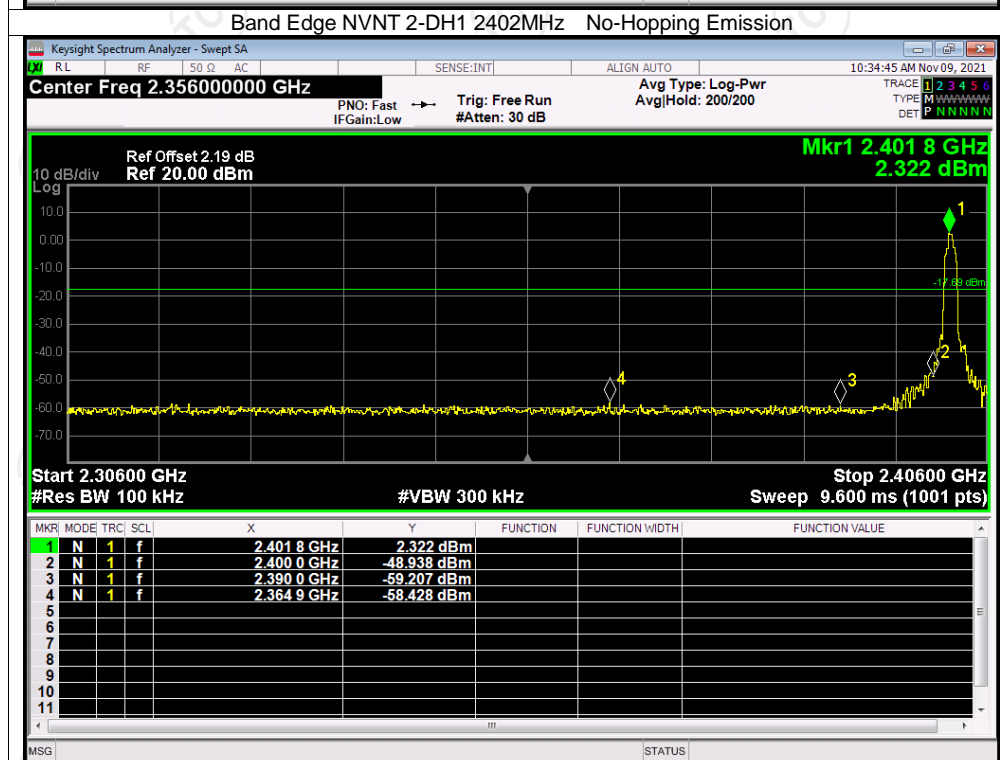 Band Edge NVNT 2-DH1 2402MHz No-Hopping Emission
Keysight Spectrum Analyzer - Swept SA
LXI RL RF 50 Ω AC SENSE:INT ALIGN AUTO 10:34:45 AM Nov 09, 2021
Center Freq 2.356000000 GHz
PNO: Fast
IFGain:Low
Trig: Free Run
#Atten: 30 dB
Avg Type: Log-Pwr
Avg|Hold: 200/200
TRACE 1 2 3 4 5 6
TYPE M W W W W W
DET P N N N N N
Ref Offset 2.19 dB
10 dB/div Ref 20.00 dBm
Log
Mkr1 2.401 8 GHz
2.322 dBm
10.0
0.00
-10.0
-20.0
-30.0
-40.0
-50.0
-60.0
-70.0
1
-17.69 dBm
2
3
4
Start 2.30600 GHz Stop 2.40600 GHz
#Res BW 100 kHz #VBW 300 kHz Sweep 9.600 ms (1001 pts)
MKR MODE TRC SCL X Y FUNCTION FUNCTION WIDTH FUNCTION VALUE
1 N 1 f 2.401 8 GHz 2.322 dBm
2 N 1 f 2.400 0 GHz -48.938 dBm
3 N 1 f 2.390 0 GHz -59.207 dBm
4 N 1 f 2.364 9 GHz -58.428 dBm
5
6
7
8
9
10
11
MSG STATUS